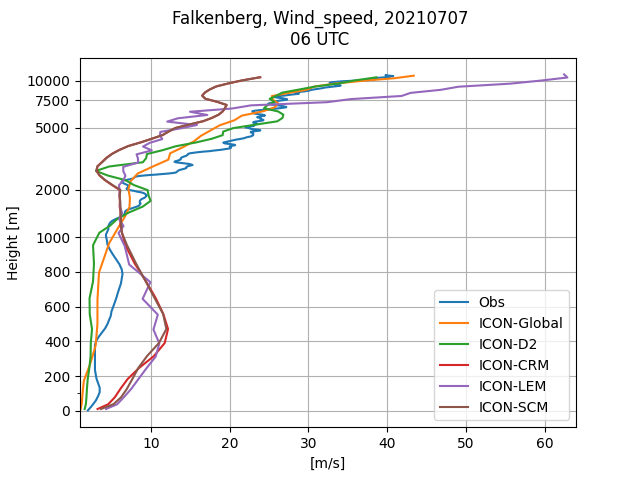 Falkenberg, Wind_speed, 20210707
06 UTC
10000
7500
5000
2000
1000
800
600
400
200
0
Height [m]
Obs
ICON-Global
ICON-D2
ICON-CRM
ICON-LEM
ICON-SCM
10 20 30 40 50 60
[m/s]